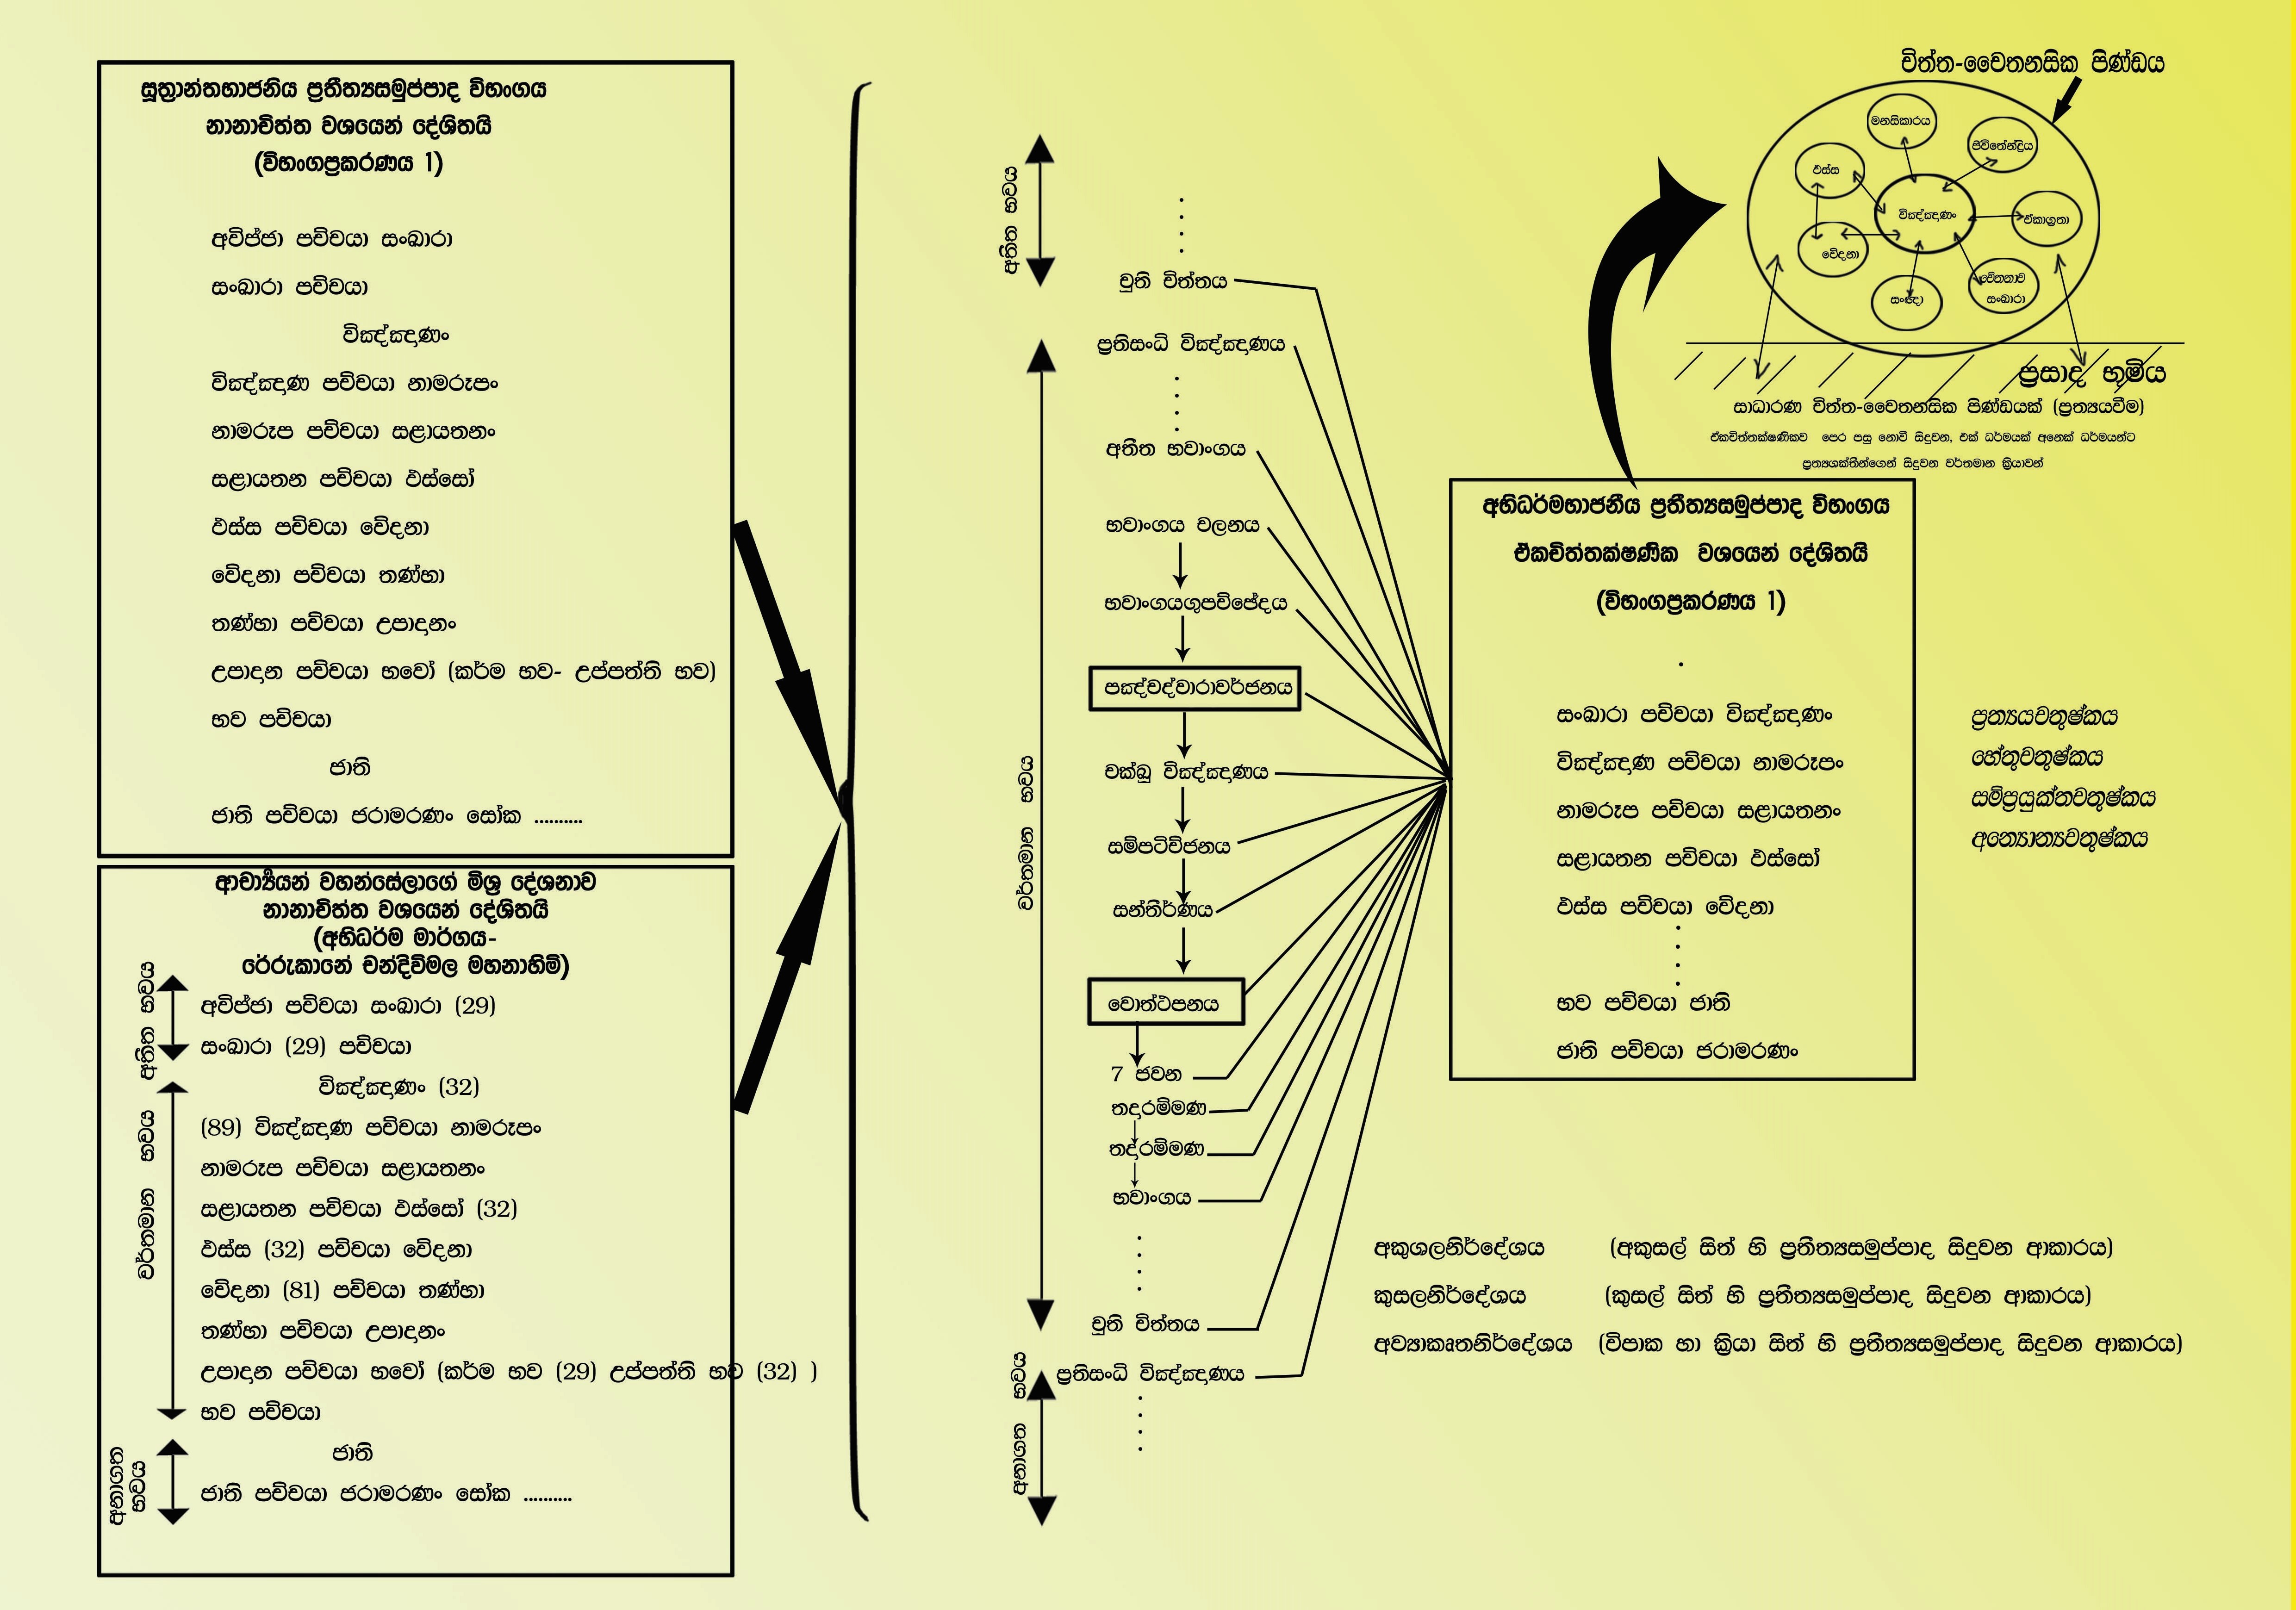 සූත්‍රාන්තභාජනිය ප්‍රතීත්‍යසමුප්පාද විභංගය
නානාචිත්ත වශයෙන් දේශිතයි
(විභංගප්‍රකරණය 1)
අවිජ්ජා පච්චයා සංඛාරා
සංඛාරා පච්චයා
විඤ්ඤාණං
විඤ්ඤාණ පච්චයා නාමරූපං
නාමරූප පච්චයා සළායතනං
සළායතන පච්චයා ඵස්සෝ
ඵස්ස පච්චයා වේදනා
වේදනා පච්චයා තණ්හා
තණ්හා පච්චයා උපාදානං
උපාදාන පච්චයා භවෝ (කර්ම භව- උප්පත්ති භව)
භව පච්චයා
ජාති
ජාති පච්චයා ජරාමරණං සෝක ..........
ආචාර්‍ය්‍යයන් වහන්සේලාගේ මිශ්‍ර දේශනාව
නානාචිත්ත වශයෙන් දේශිතයි
(අභිධර්ම මාර්ගය-
රේරුකානේ චන්දවිමල මහනාහිමි)
අතීත භවය
අවිජ්ජා පච්චයා සංඛාරා (29)
සංඛාරා (29) පච්චයා
වර්තමාන භවය
විඤ්ඤාණං (32)
(89) විඤ්ඤාණ පච්චයා නාමරූපං
නාමරූප පච්චයා සළායතනං
සළායතන පච්චයා ඵස්සෝ (32)
ඵස්ස (32) පච්චයා වේදනා
වේදනා (81) පච්චයා තණ්හා
තණ්හා පච්චයා උපාදානං
උපාදාන පච්චයා භවෝ (කර්ම භව (29) උප්පත්ති භව (32) )
භව පච්චයා
අනාගත භවය
ජාති
ජාති පච්චයා ජරාමරණං සෝක ..........
අතීත භවය
චුති චිත්තය
වර්තමාන භවය
ප්‍රතිසංධි විඤ්ඤාණය
අතීත භවාංගය
භවාංගය චලනය
භවාංගයගුපච්ඡේදය
පඤ්චද්වාරාවර්ජනය
චක්ඛු විඤ්ඤාණය
සම්පටිච්ඡනය
සන්තීර්ණය
වොත්ථපනය
7 ජවන
තදාරම්මණ
තදාරම්මණ
භවාංගය
චුති චිත්තය
අනාගත භවය
ප්‍රතිසංධි විඤ්ඤාණය
චිත්ත-චෛතනසික පිණ්ඩය
මනසිකාරය
ජීවිතේන්ද්‍රිය
ඵස්ස
විඤ්ඤාණං
ඒකාග්‍රතා
වේදනා
චේතනාව
සංඛාරා
සංඥා
ප්‍රසාද භූමිය
සාධාරණ චිත්ත-චෛතනසික පිණ්ඩයක් (ප්‍රත්‍යයවීම)
ඒකචිත්තක්ෂණිකව පෙර පසු නොවී සිදුවන, එක් ධර්මයක් අනෙක් ධර්මයන්ට
ප්‍රත්‍යශක්තීන්ගෙන් සිදුවන වර්තමාන ක්‍රියාවන්
අභිධර්මභාජනීය ප්‍රතීත්‍යසමුප්පාද විභංගය
ඒකචිත්තක්ෂණික වශයෙන් දේශිතයි
(විභංගප්‍රකරණය 1)
සංඛාරා පච්චයා විඤ්ඤාණං
විඤ්ඤාණ පච්චයා නාමරූපං
නාමරූප පච්චයා සළායතනං
සළායතන පච්චයා ඵස්සෝ
ඵස්ස පච්චයා වේදනා
භව පච්චයා ජාති
ජාති පච්චයා ජරාමරණං
ප්‍රත්‍යයචතුෂ්කය
හේතුචතුෂ්කය
සම්ප්‍රයුක්තචතුෂ්කය
අන්‍යොන්‍යචතුෂ්කය
අකුශලනිර්දේශය (අකුසල් සිත් හි ප්‍රතීත්‍යසමුප්පාද සිදුවන ආකාරය)
කුසලනිර්දේශය (කුසල් සිත් හි ප්‍රතීත්‍යසමුප්පාද සිදුවන ආකාරය)
අව්‍යාකෘතනිර්දේශය (විපාක හා ක්‍රියා සිත් හි ප්‍රතීත්‍යසමුප්පාද සිදුවන ආකාරය)